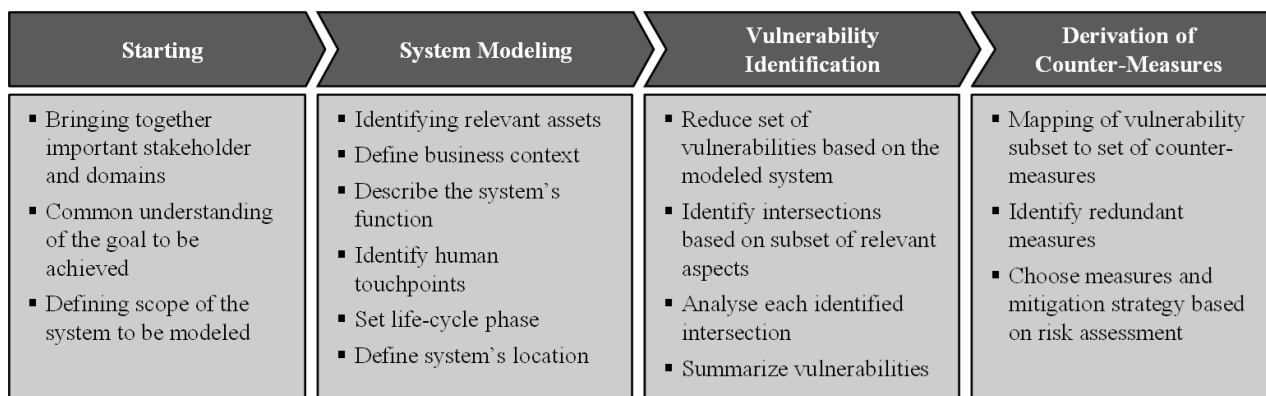 Starting
System Modeling
Vulnerability
Identification
Derivation of
Counter-Measures
▪ Bringing together
important stakeholder
and domains
▪ Common understanding
of the goal to be
achieved
▪ Defining scope of the
system to be modeled
▪ Identifying relevant assets
▪ Define business context
▪ Describe the system's
function
▪ Identify human
touchpoints
▪ Set life-cycle phase
▪ Define system's location
▪ Reduce set of
vulnerabilities based on the
modeled system
▪ Identify intersections
based on subset of relevant
aspects
▪ Analyse each identified
intersection
▪ Summarize vulnerabilities
▪ Mapping of vulnerability
subset to set of counter-
measures
▪ Identify redundant
measures
▪ Choose measures and
mitigation strategy based
on risk assessment